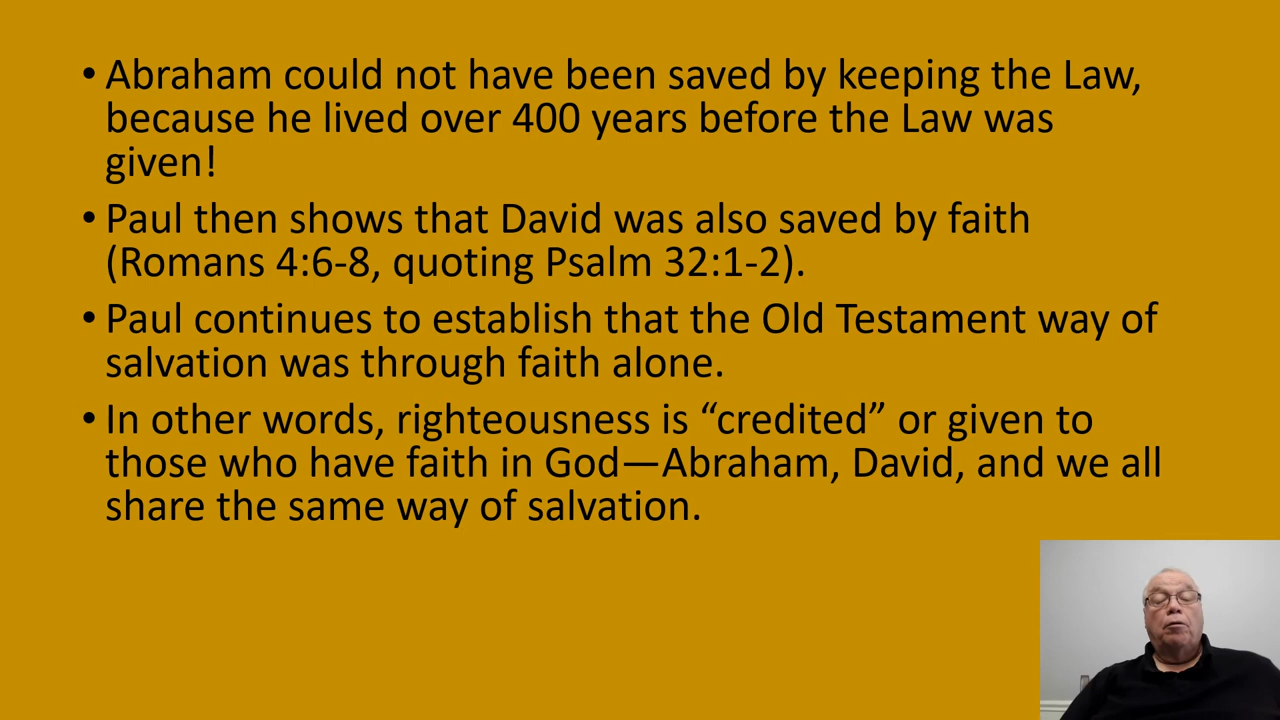 • Abraham could not have been saved by keeping the Law,
because he lived over 400 years before the Law was
given!
• Paul then shows that David was also saved by faith
(Romans 4:6-8, quoting Psalm 32:1-2).
• Paul continues to establish that the Old Testament way of
salvation was through faith alone.
• In other words, righteousness is “credited” or given to
those who have faith in God—Abraham, David, and we all
share the same way of salvation.